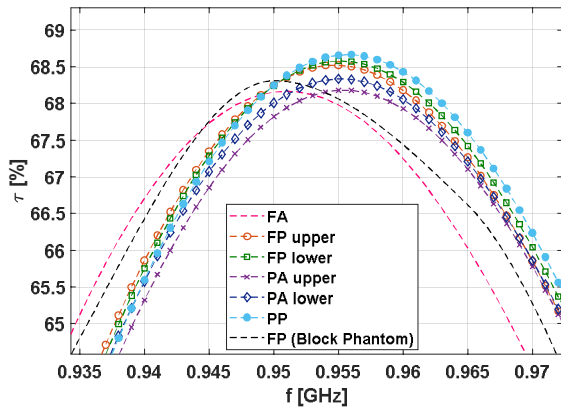 69
68.5
68
67.5
67
66.5
66
65.5
65
τ [%]
FA
FP upper
FP lower
PA upper
PA lower
PP
FP (Block Phantom)
0.935 0.94 0.945 0.95 0.955 0.96 0.965 0.97
f [GHz]